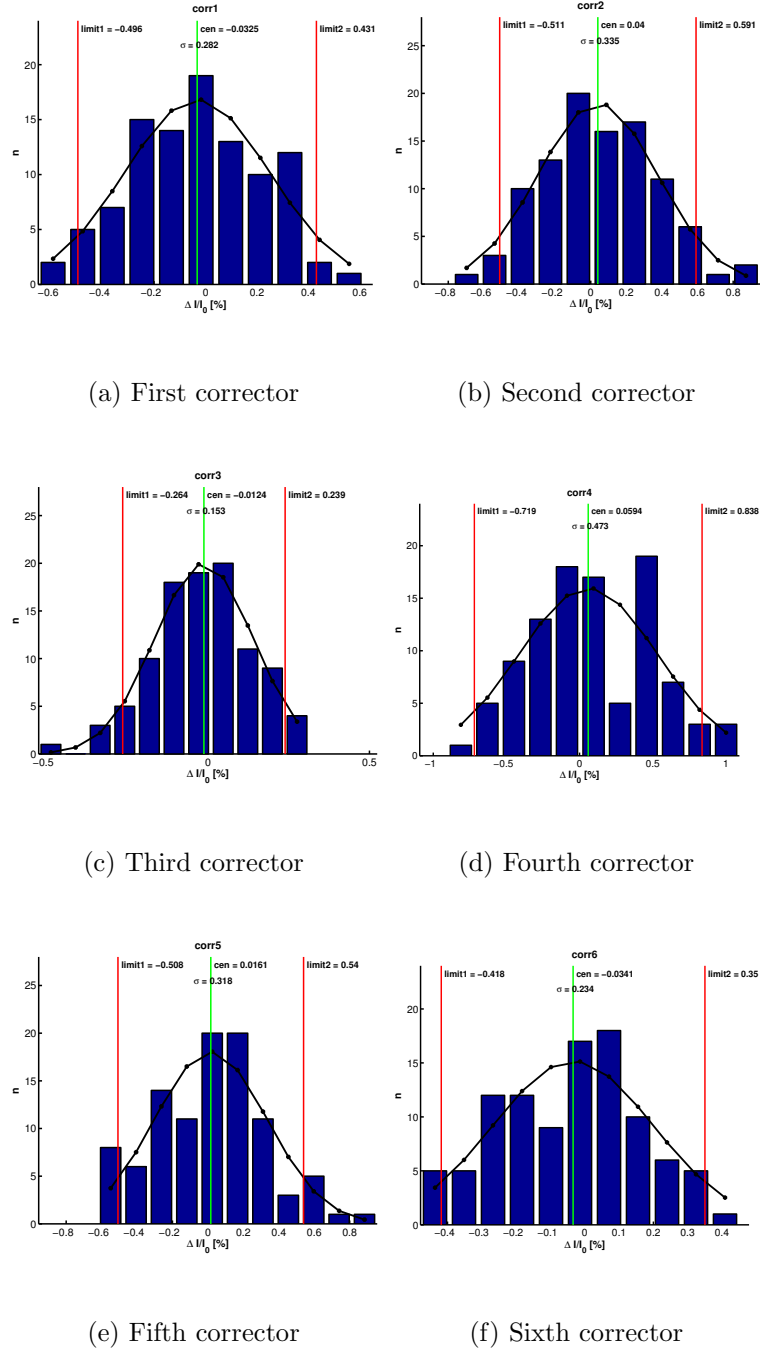 corr1
limit1 = −0.496
cen = −0.0325
limit2 = 0.431
σ = 0.282
20
15
10
5
0
n
−0.6
−0.4
−0.2
0
0.2
0.4
0.6
Δ I/I0 [%]
(a) First corrector
corr2
limit1 = −0.511
cen = 0.04
limit2 = 0.591
σ = 0.335
25
20
15
10
5
0
n
−0.8
−0.6
−0.4
−0.2
0
0.2
0.4
0.6
0.8
Δ I/I0 [%]
(b) Second corrector
corr3
limit1 = −0.264
cen = −0.0124
limit2 = 0.239
σ = 0.153
25
20
15
10
5
0
n
−0.5
0
0.5
Δ I/I0 [%]
(c) Third corrector
corr4
limit1 = −0.719
cen = 0.0594
limit2 = 0.838
σ = 0.473
20
15
10
5
0
n
−1
−0.5
0
0.5
1
Δ I/I0 [%]
(d) Fourth corrector
corr5
limit1 = −0.508
cen = 0.0161
limit2 = 0.54
σ = 0.318
25
20
15
10
5
0
n
−0.8
−0.6
−0.4
−0.2
0
0.2
0.4
0.6
0.8
Δ I/I0 [%]
(e) Fifth corrector
corr6
limit1 = −0.418
cen = −0.0341
limit2 = 0.35
σ = 0.234
20
15
10
5
0
n
−0.4
−0.3
−0.2
−0.1
0
0.1
0.2
0.3
0.4
Δ I/I0 [%]
(f) Sixth corrector